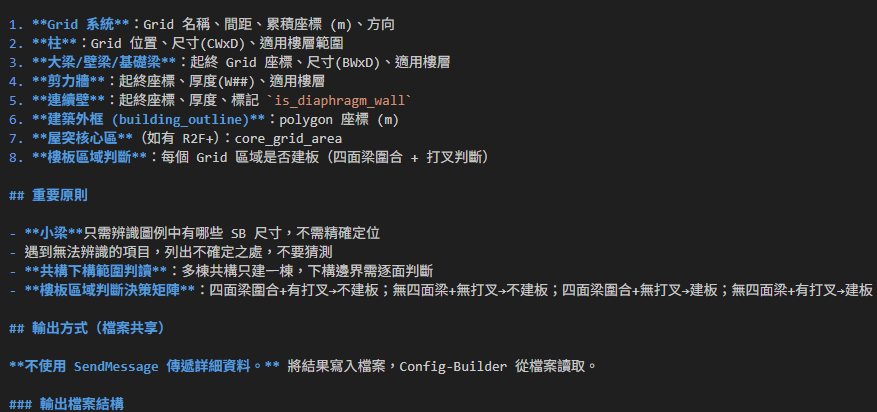 1. **Grid 系統**：Grid 名稱、間距、累積座標 (m)、方向
2. **柱**：Grid 位置、尺寸(CWxD)、適用樓層範圍
3. **大梁/壁梁/基礎梁**：起終 Grid 座標、尺寸(BWxD)、適用樓層
4. **剪力牆**：起終座標、厚度(W##)、適用樓層
5. **連續壁**：起終座標、厚度、標記 `is_diaphragm_wall`
6. **建築外框 (building_outline)**：polygon 座標 (m)
7. **屋突核心區**（如有 R2F+）：core_grid_area
8. **樓板區域判斷**：每個 Grid 區域是否建板（四面梁圍合 + 打叉判斷）
## 重要原則
- **小梁**只需辨識圖例中有哪些 SB 尺寸，不需精確定位
- 遇到無法辨識的項目，列出不確定之處，不要猜測
- **共構下構範圍判讀**：多棟共構只建一棟，下構邊界需逐面判斷
- **樓板區域判斷決策矩陣**：四面梁圍合+有打叉→不建板；無四面梁+無打叉→不建板；四面梁圍合+無打叉→建板；無四面梁+有打叉→建板
## 輸出方式（檔案共享）
**不使用 SendMessage 傳遞詳細資料。** 將結果寫入檔案，Config-Builder 從檔案讀取。
### 輸出檔案結構